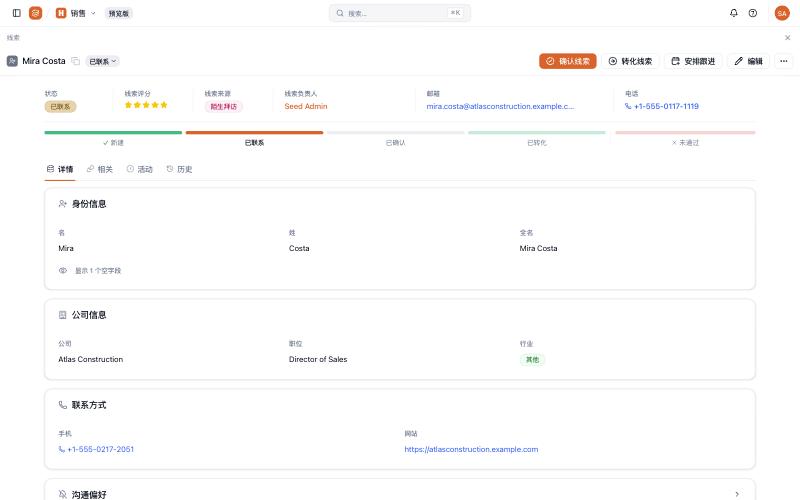 H 销售 预览版 搜索... ⌘K SA
线索
Mira Costa 已联系 确认线索 转化线索 安排跟进 编辑
状态 线索评分 线索来源 线索负责人 邮箱 电话
已联系 陌生拜访 Seed Admin mira.costa@atlasconstruction.example.c... +1-555-0117-1119
新建 已联系 已确认 已转化 未通过
详情 相关 活动 历史
身份信息
名 姓 全名
Mira Costa Mira Costa
显示 1 个空字段
公司信息
公司 职位 行业
Atlas Construction Director of Sales 其他
联系方式
手机 网站
+1-555-0217-2051 https://atlasconstruction.example.com
沟通偏好